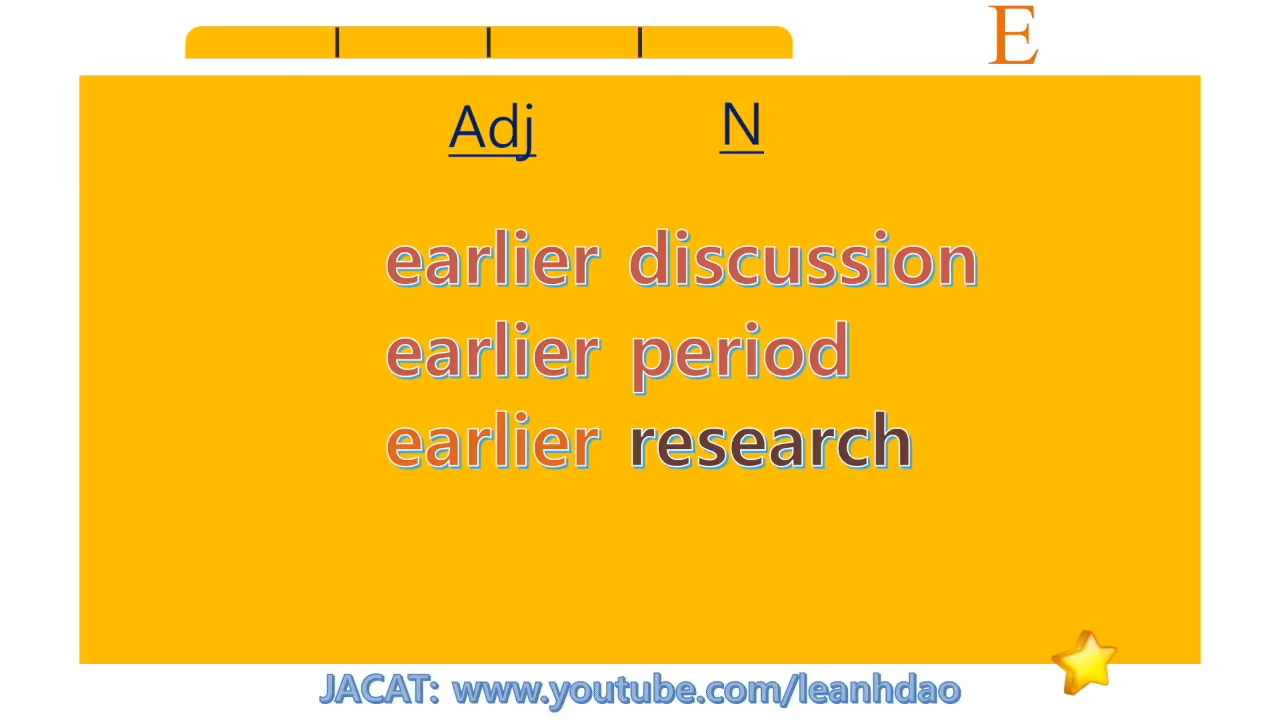 E
Adj N
earlier discussion
earlier period
earlier research
JACAT: www.youtube.com/leanhdao